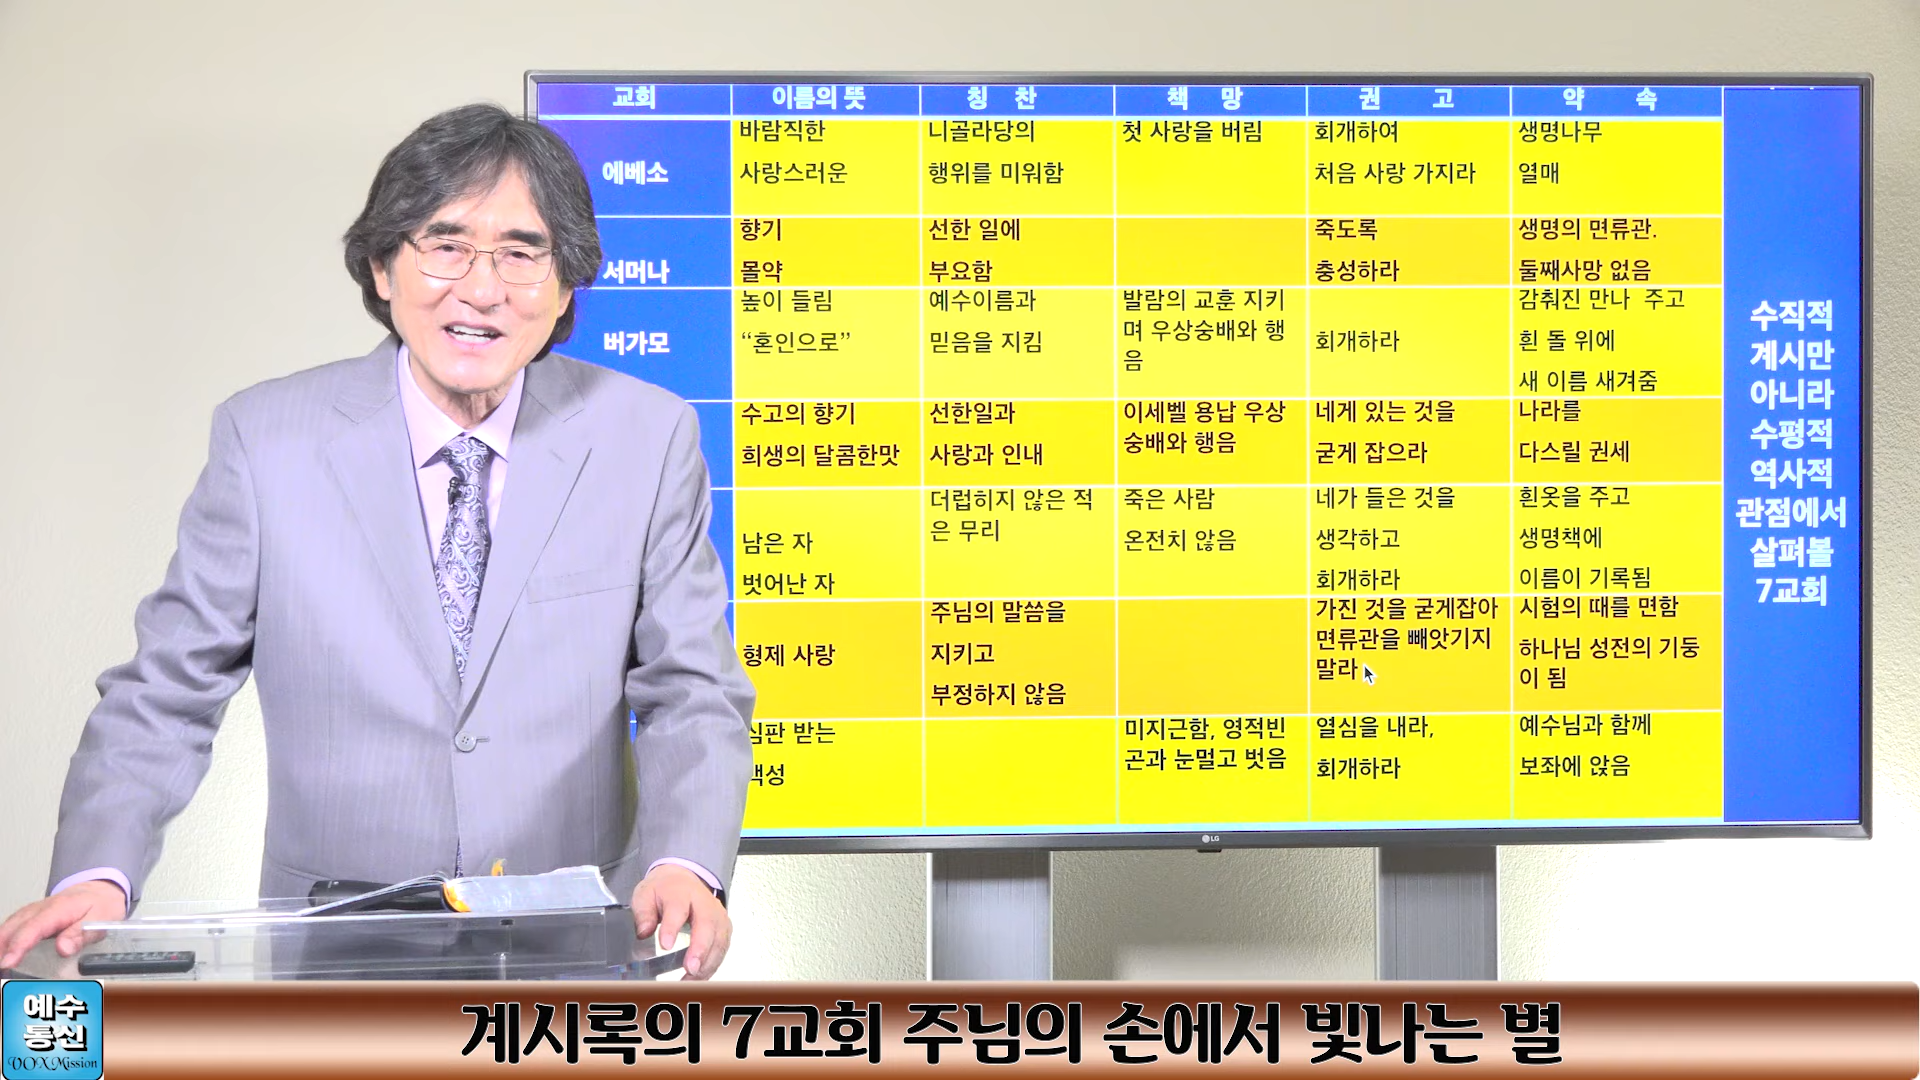 교회 이름의 뜻 칭 찬 책 망 권 고 약 속
에베소
바람직한
사랑스러운
니골라당의
행위를 미워함
첫 사랑을 버림
회개하여
처음 사랑 가지라
생명나무
열매
서머나
향기
몰약
선한 일에
부요함
죽도록
충성하라
생명의 면류관.
둘째사망 없음
버가모
높이 들림
“혼인으로”
예수이름과
믿음을 지킴
발람의 교훈 지키
며 우상숭배와 행
음
회개하라
감춰진 만나 주고
흰 돌 위에
새 이름 새겨줌
수고의 향기
희생의 달콤한맛
선한일과
사랑과 인내
이세벨 용납 우상
숭배와 행음
네게 있는 것을
굳게 잡으라
나라를
다스릴 권세
남은 자
벗어난 자
더럽히지 않은 적
은 무리
죽은 사람
온전치 않음
네가 들은 것을
생각하고
회개하라
흰옷을 주고
생명책에
이름이 기록됨
형제 사랑
주님의 말씀을
지키고
부정하지 않음
가진 것을 굳게잡아
면류관을 빼앗기지
말라
시험의 때를 면함
하나님 성전의 기둥
이 됨
심판 받는
백성
미지근함, 영적빈
곤과 눈멀고 벗음
열심을 내라,
회개하라
예수님과 함께
보좌에 앉음
수직적
계시만
아니라
수평적
역사적
관점에서
살펴볼
7교회
LG
예수
통신
VOX Mission
계시록의 7교회 주님의 손에서 빛나는 별